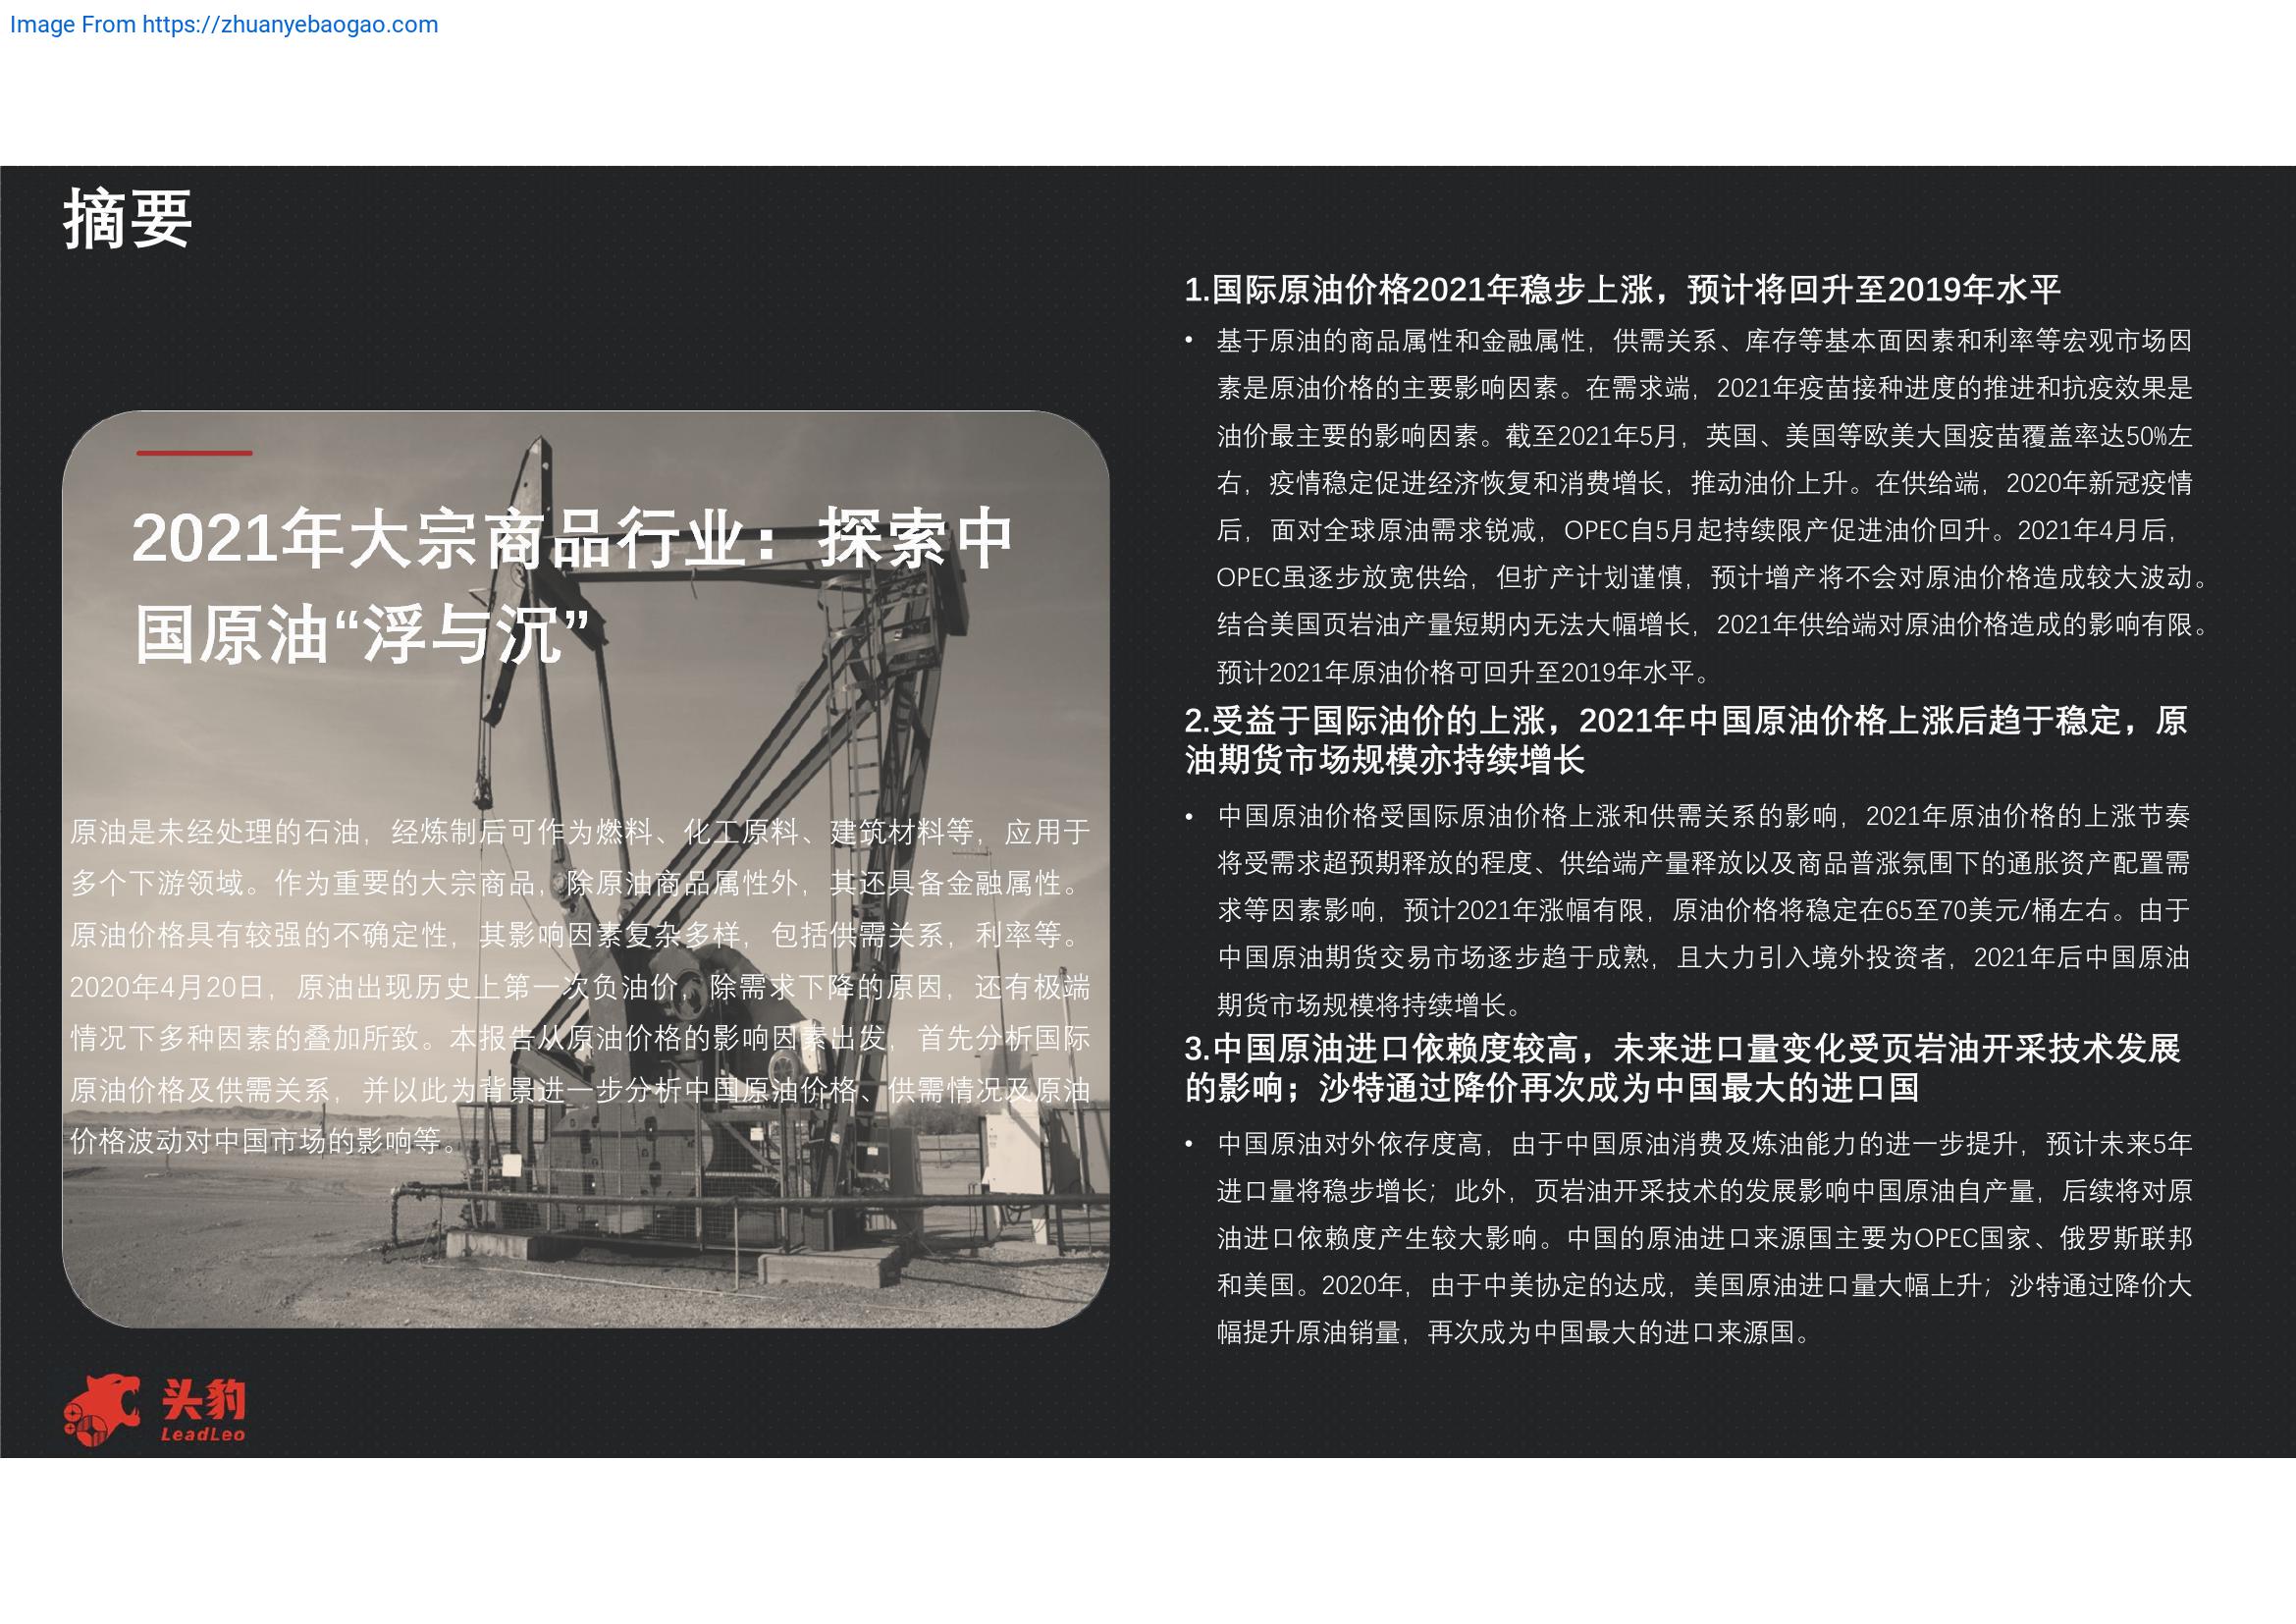 Image From https://zhuanyebaogao.com
摘要
2021年大宗商品行业：探索中
国原油“浮与沉”
原油是未经处理的石油，经炼制后可作为燃料、化工原料、建筑材料等，应用于
多个下游领域。作为重要的大宗商品，除原油商品属性外，其还具备金融属性。
原油价格具有较强的不确定性，其影响因素复杂多样，包括供需关系，利率等。
2020年4月20日，原油出现历史上第一次负油价，除需求下降的原因，还有极端
情况下多种因素的叠加所致。本报告从原油价格的影响因素出发，首先分析国际
原油价格及供需关系，并以此为背景进一步分析中国原油价格、供需情况及原油
价格波动对中国市场的影响等。
头豹
LeadLeo
1.国际原油价格2021年稳步上涨，预计将回升至2019年水平
• 基于原油的商品属性和金融属性，供需关系、库存等基本面因素和利率等宏观市场因
素是原油价格的主要影响因素。在需求端，2021年疫苗接种进度的推进和抗疫效果是
油价最主要的影响因素。截至2021年5月，英国、美国等欧美大国疫苗覆盖率达50%左
右，疫情稳定促进经济恢复和消费增长，推动油价上升。在供给端，2020年新冠疫情
后，面对全球原油需求锐减，OPEC自5月起持续限产促进油价回升。2021年4月后，
OPEC虽逐步放宽供给，但扩产计划谨慎，预计增产将不会对原油价格造成较大波动。
结合美国页岩油产量短期内无法大幅增长，2021年供给端对原油价格造成的影响有限。
预计2021年原油价格可回升至2019年水平。
2.受益于国际油价的上涨，2021年中国原油价格上涨后趋于稳定，原
油期货市场规模亦持续增长
• 中国原油价格受国际原油价格上涨和供需关系的影响，2021年原油价格的上涨节奏
将受需求超预期释放的程度、供给端产量释放以及商品普涨氛围下的通胀资产配置需
求等因素影响，预计2021年涨幅有限，原油价格将稳定在65至70美元/桶左右。由于
中国原油期货交易市场逐步趋于成熟，且大力引入境外投资者，2021年后中国原油
期货市场规模将持续增长。
3.中国原油进口依赖度较高，未来进口量变化受页岩油开采技术发展
的影响；沙特通过降价再次成为中国最大的进口国
• 中国原油对外依存度高，由于中国原油消费及炼油能力的进一步提升，预计未来5年
进口量将稳步增长；此外，页岩油开采技术的发展影响中国原油自产量，后续将对原
油进口依赖度产生较大影响。中国的原油进口来源国主要为OPEC国家、俄罗斯联邦
和美国。2020年，由于中美协定的达成，美国原油进口量大幅上升；沙特通过降价大
幅提升原油销量，再次成为中国最大的进口来源国。